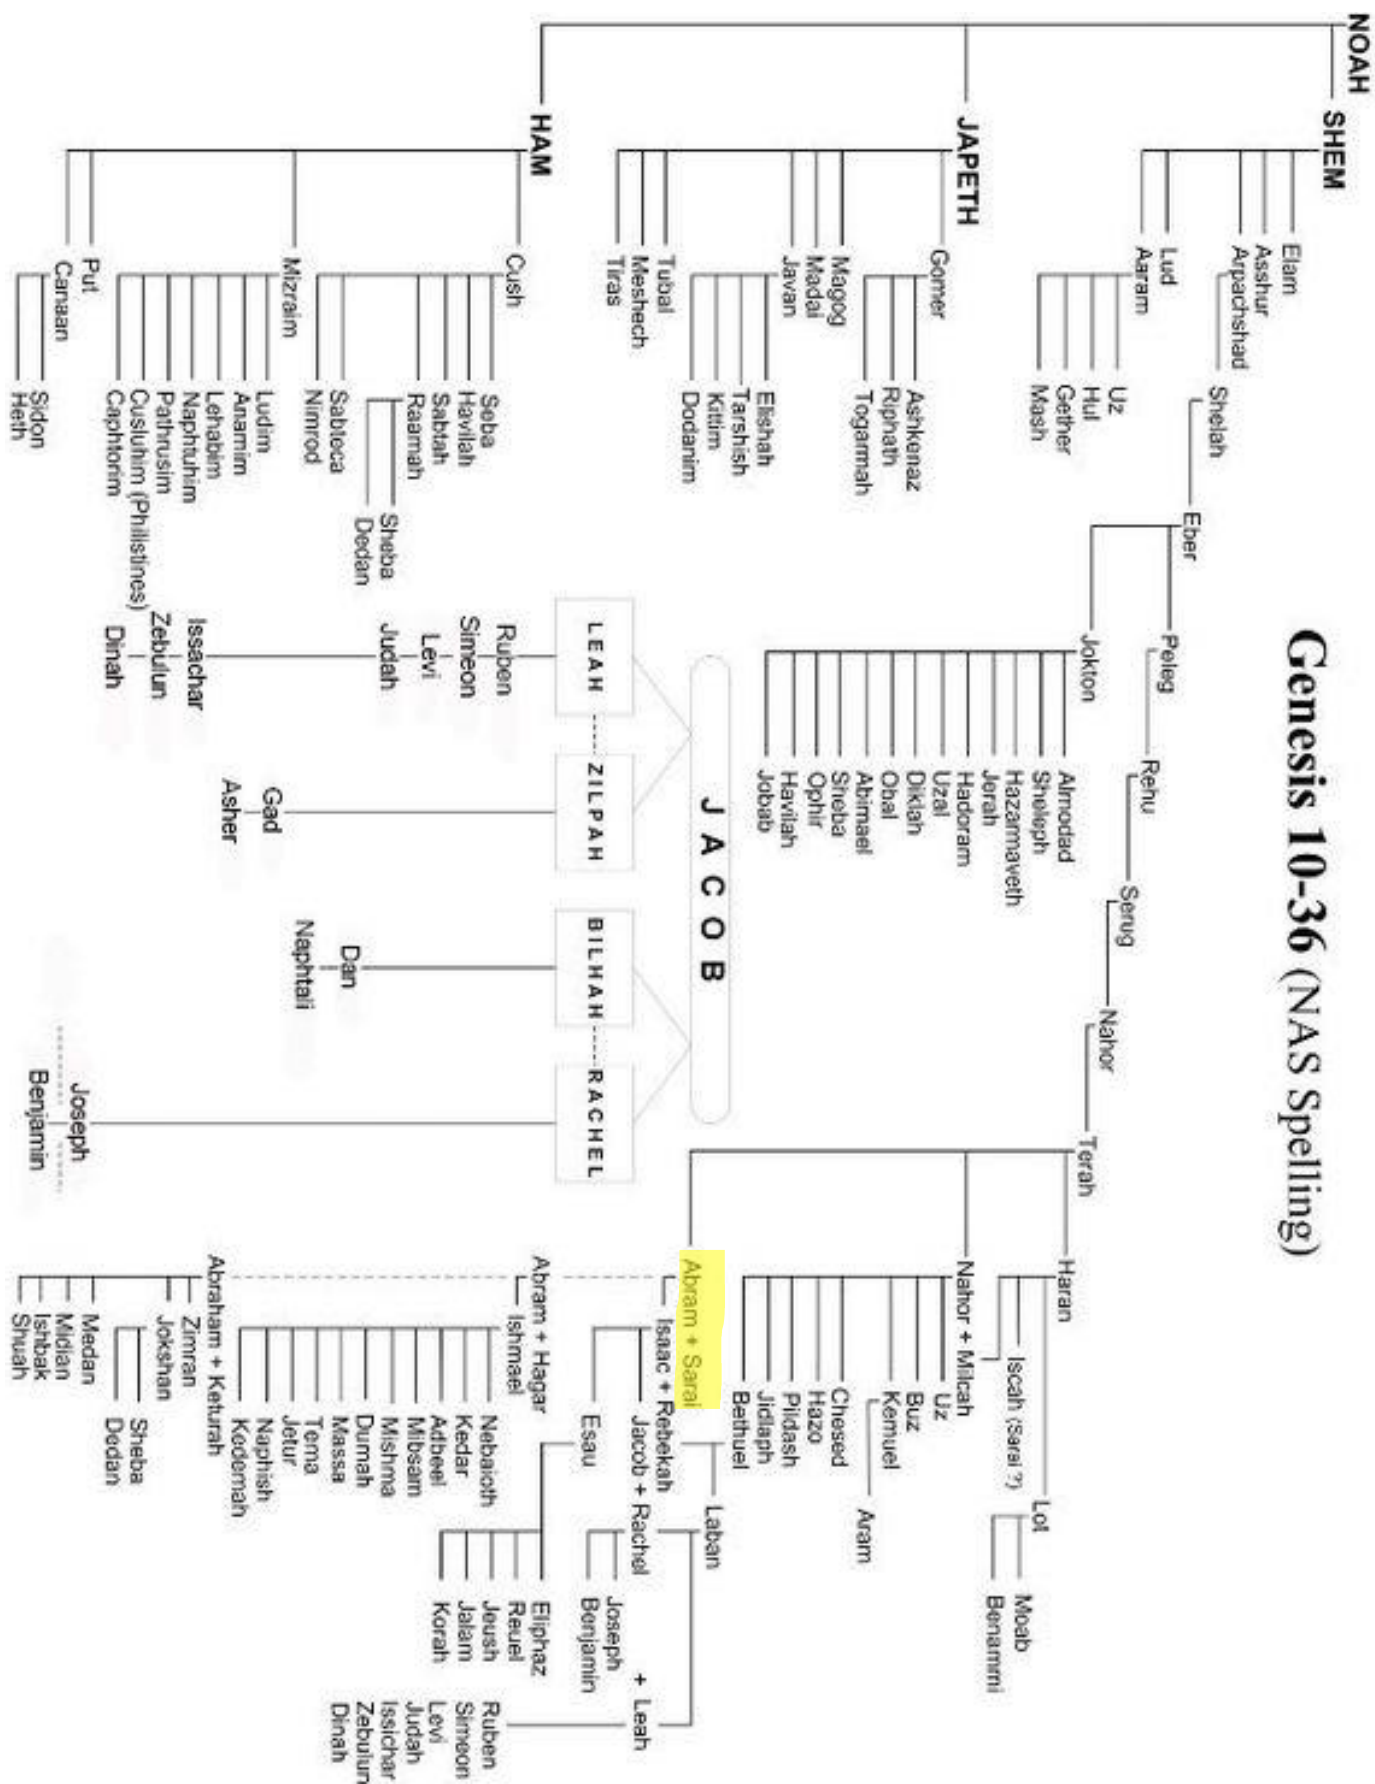 Genesis 10-36 (NAS Spelling)
NOAH
SHEM
Elam
Asshur
Arpachshad
Shelah
Eber
Peleg
Rehu
Serug
Nahor
Terah
Haran
Lot
Moab
Benammi
Iscah (Sarai ?)
Nahor + Milcah
Uz
Buz
Kemuel
Aram
Chesed
Hazo
Pildash
Jidlaph
Bethuel
Laban
Abram + Sarai
Isaac + Rebekah
Jacob + Rachel
+ Leah
Joseph
Benjamin
Ruben
Simeon
Levi
Judah
Issichar
Zebulun
Dinah
Esau
Eliphaz
Reuel
Jeush
Jalam
Korah
Abram + Hagar
Ishmael
Nebaioth
Kedar
Adbeel
Mibsam
Mishma
Dumah
Massa
Tema
Jetur
Naphish
Kedemah
Abraham + Keturah
Zimran
Jokshan
Sheba
Dedan
Medan
Midian
Ishbak
Shuah
Jokton
Almodad
Sheleph
Hazarmaveth
Jerah
Hadoram
Uzal
Diklah
Obal
Abimael
Sheba
Ophir
Havilah
Jobab
Lud
Aaram
Uz
Hul
Gether
Mash
JAPETH
Gomer
Ashkenaz
Riphath
Togarmah
Magog
Madai
Javan
Elishah
Tarshish
Kittim
Dodanim
Tubal
Meshech
Tiras
HAM
Cush
Seba
Havilah
Sabtah
Raamah
Sheba
Dedan
Sabteca
Nimrod
Mizraim
Ludim
Anamim
Lehabim
Naphtuhim
Pathrusim
Cusluhim (Philistines)
Caphtorim
Put
Canaan
Sidon
Heth
JACOB
LEAH
ZILPAH
BILHAH
RACHEL
Ruben
Simeon
Levi
Judah
Issachar
Zebulun
Dinah
Gad
Asher
Dan
Naphtali
Joseph
Benjamin